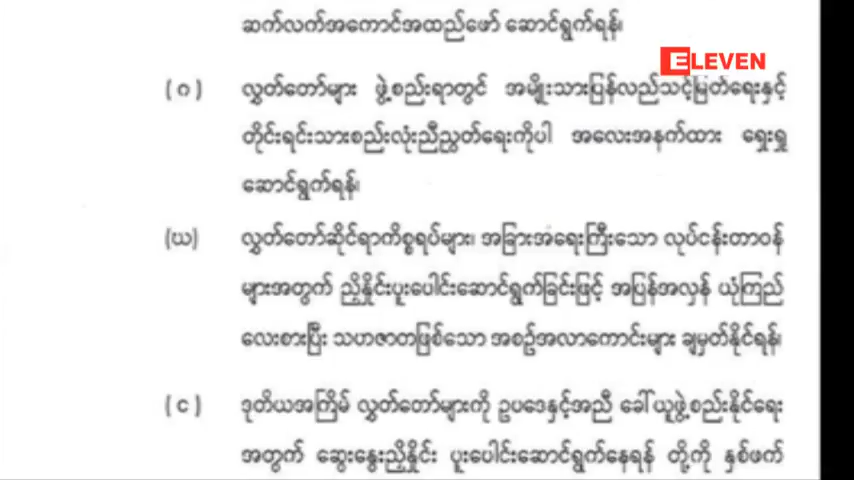 ဆက်လက်အကောင်အထည်ဖော် ဆောင်ရွက်ရန်၊
ELEVEN
(ဂ) လွှတ်တော်များ ဖွဲ့စည်းရာတွင် အမျိုးသားပြန်လည်သင့်မြတ်ရေးနှင့်
တိုင်းရင်းသားစည်းလုံးညီညွတ်ရေးကိုပါ အလေးအနက်ထား ရှေးရှု
ဆောင်ရွက်ရန်၊
(ဃ) လွှတ်တော်ဆိုင်ရာကိစ္စရပ်များ၊ အခြားအရေးကြီးသော လုပ်ငန်းတာဝန်
များအတွက် ညှိနှိုင်းပူးပေါင်းဆောင်ရွက်ခြင်းဖြင့် အပြန်အလှန် ယုံကြည်
လေးစားပြီး သဟဇာတဖြစ်သော အစဉ်အလာကောင်းများ ချမှတ်နိုင်ရန်၊
(င) ဒုတိယအကြိမ် လွှတ်တော်များကို ဥပဒေနှင့်အညီ ခေါ်ယူဖွဲ့စည်းနိုင်ရေး
အတွက် ဆွေးနွေးညှိနှိုင်း ပူးပေါင်းဆောင်ရွက်နေရန် တို့ကို နှစ်ဖက်